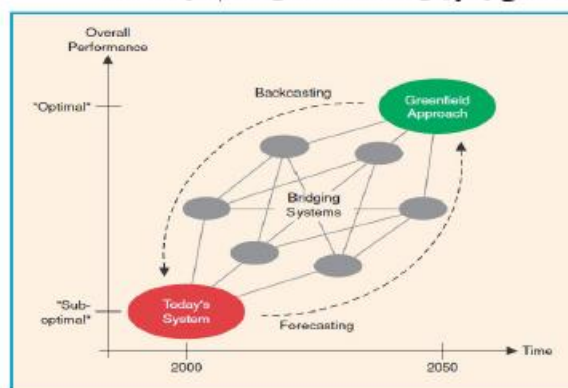 Overall
Performance
"Optimal"
Backcasting
Greenfield
Approach
Bridging
Systems
"Sub-
optimal"
Today's
System
Forecasting
Time
2000
2050